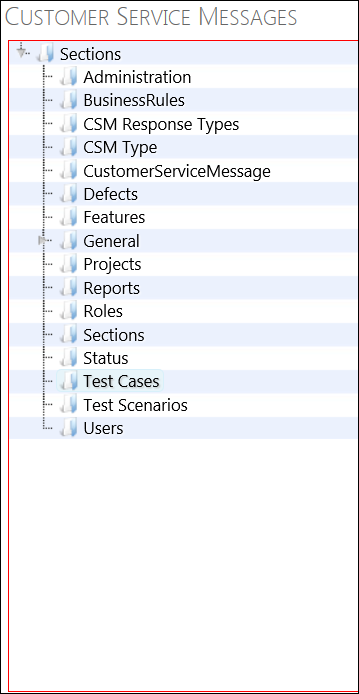 CUSTOMER SERVICE MESSAGES
Sections
Administration
BusinessRules
CSM Response Types
CSM Type
CustomerServiceMessage
Defects
Features
General
Projects
Reports
Roles
Sections
Status
Test Cases
Test Scenarios
Users